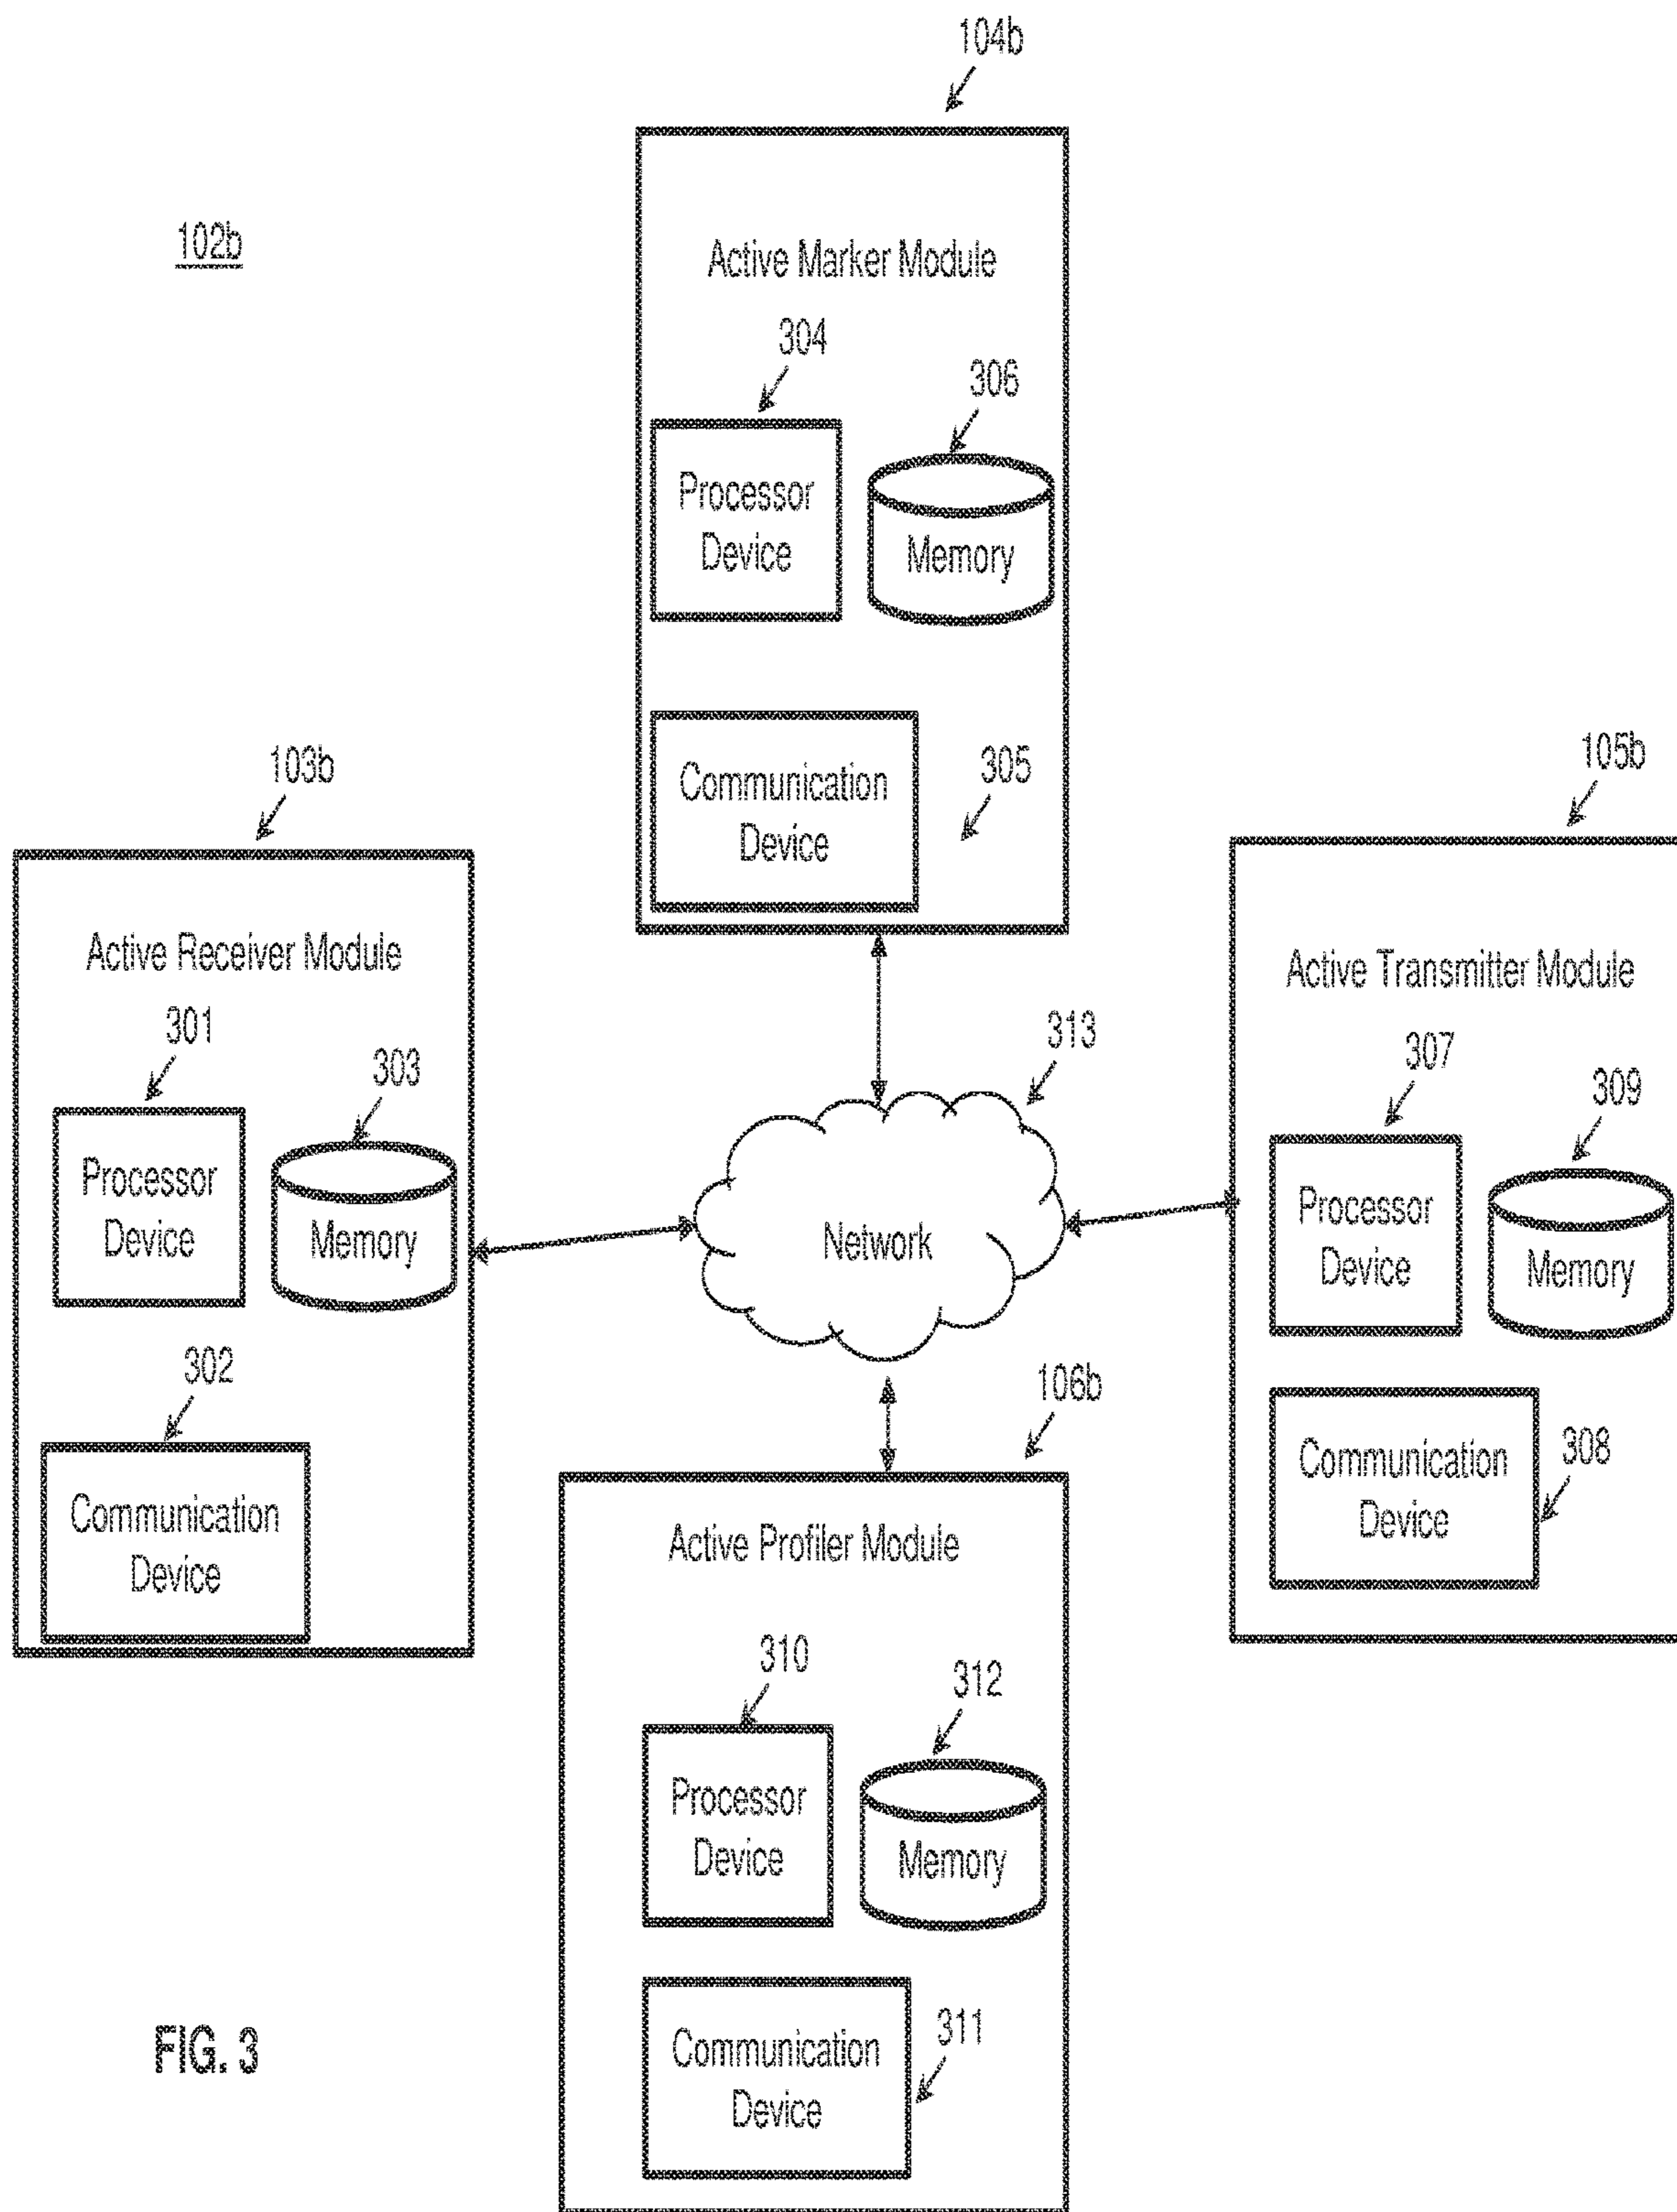 104b
102b
Active Marker Module
304
306
Processor
Device
Memory
Communication
Device
305
103b
105b
Active Receiver Module
301
303
Processor
Device
Memory
302
Communication
Device
Active Transmitter Module
307
309
Processor
Device
Memory
Communication
Device
308
313
Network
106b
Active Profiler Module
310
312
Processor
Device
Memory
Communication
Device
311
FIG. 3